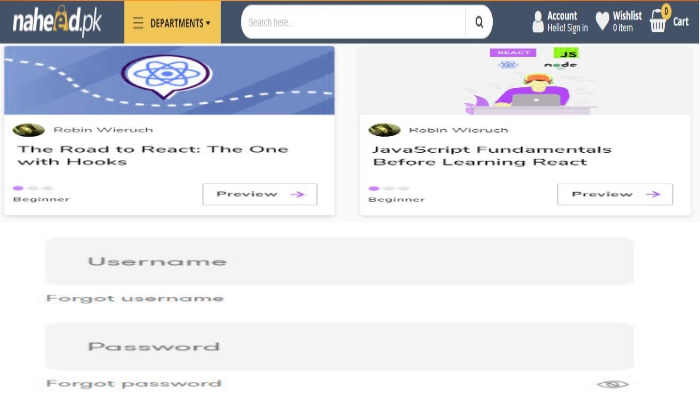 naheed.pk
DEPARTMENTS
Search here...
Account
Hello! Sign in
Wishlist
0 item
0
Cart
Robin Wieruch
The Road to React: The One
with Hooks
Beginner
Preview
REACT
JS
node
Robin Wieruch
JavaScript Fundamentals
Before Learning React
Beginner
Preview
Username
Forgot username
Password
Forgot password